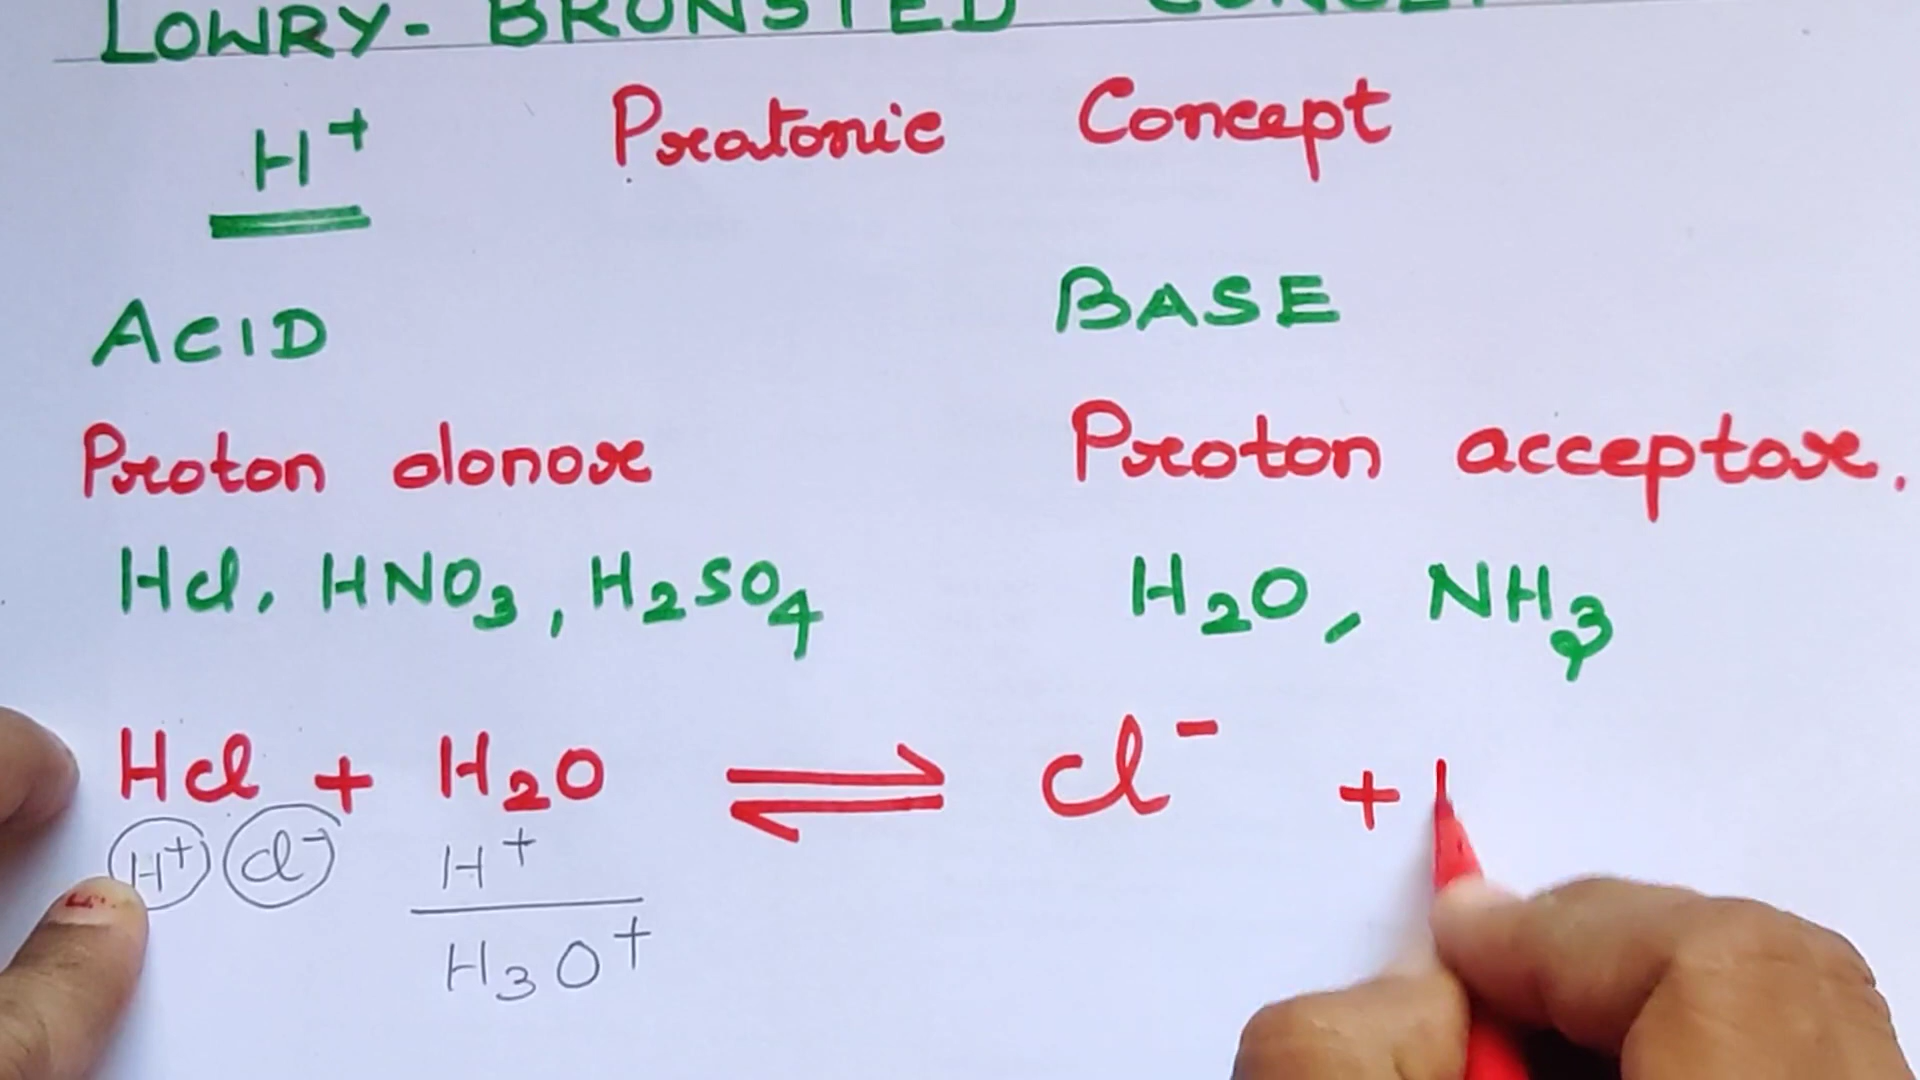 LOWRY- BRONSTED CONCE
H⁺ Protonic Concept
ACID BASE
Proton donor Proton acceptor.
Hcl, HNO₃, H₂SO₄ H₂O, NH₃
Hcl + H₂O ⇌ cl⁻ +
H⁺ cl⁻ H⁺
H₃O⁺